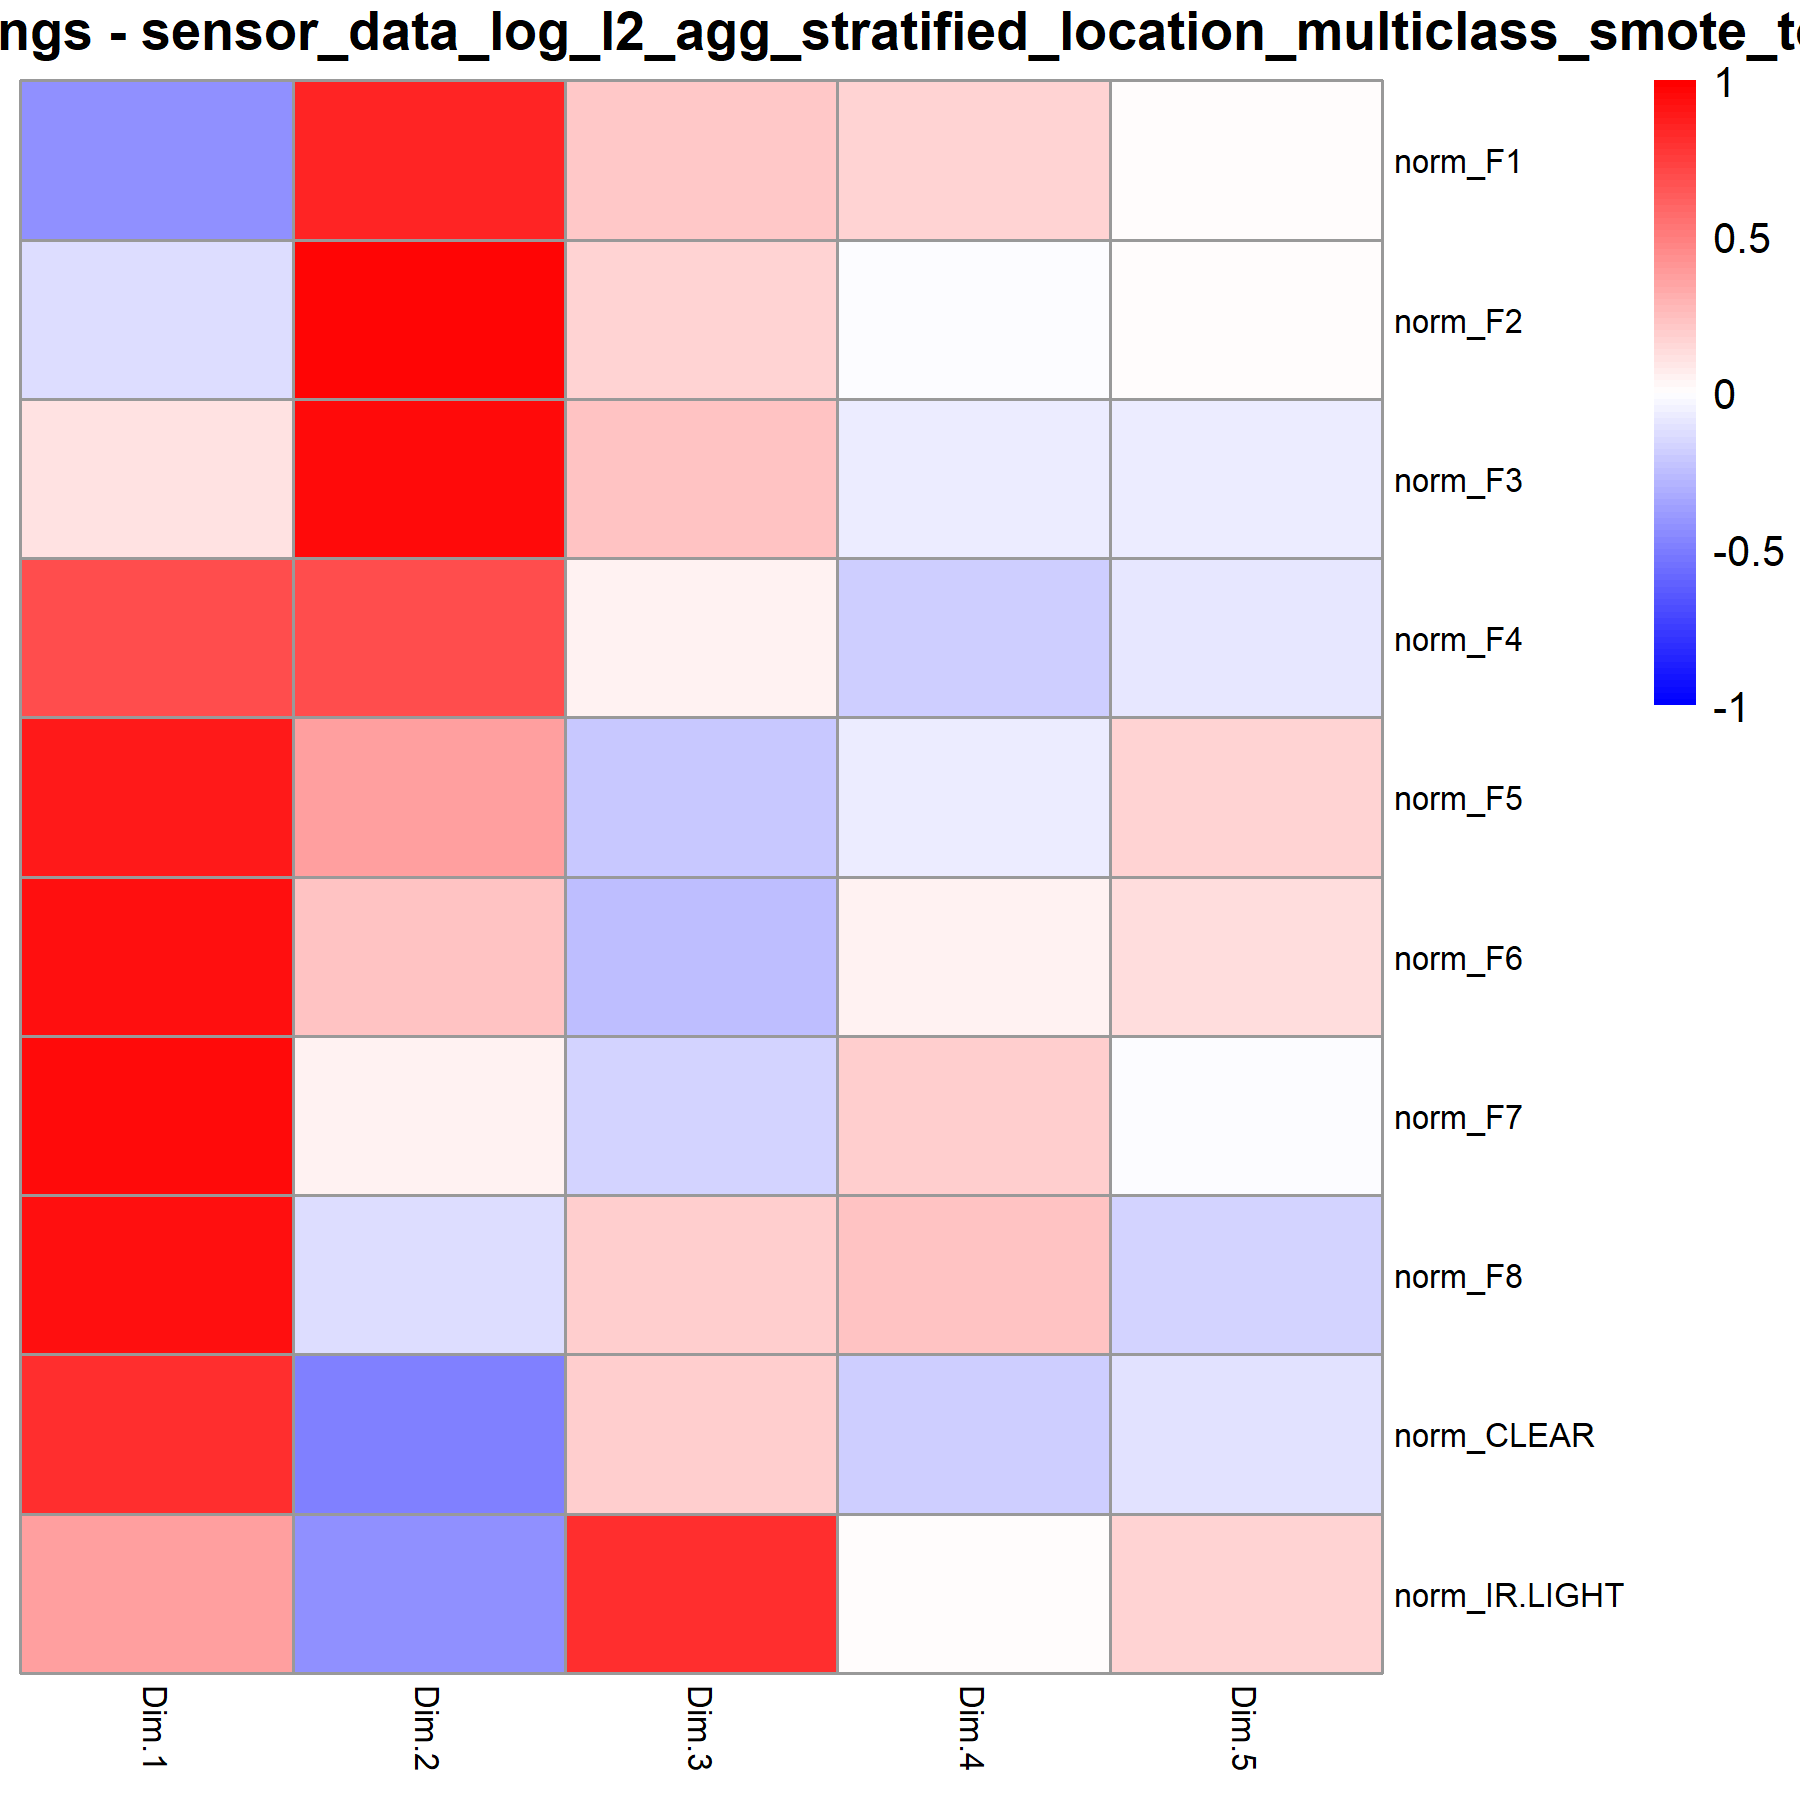 ngs - sensor_data_log_l2_agg_stratified_location_multiclass_smote_t
1
0.5
0
-0.5
-1
norm_F1
norm_F2
norm_F3
norm_F4
norm_F5
norm_F6
norm_F7
norm_F8
norm_CLEAR
norm_IR.LIGHT
Dim.1
Dim.2
Dim.3
Dim.4
Dim.5